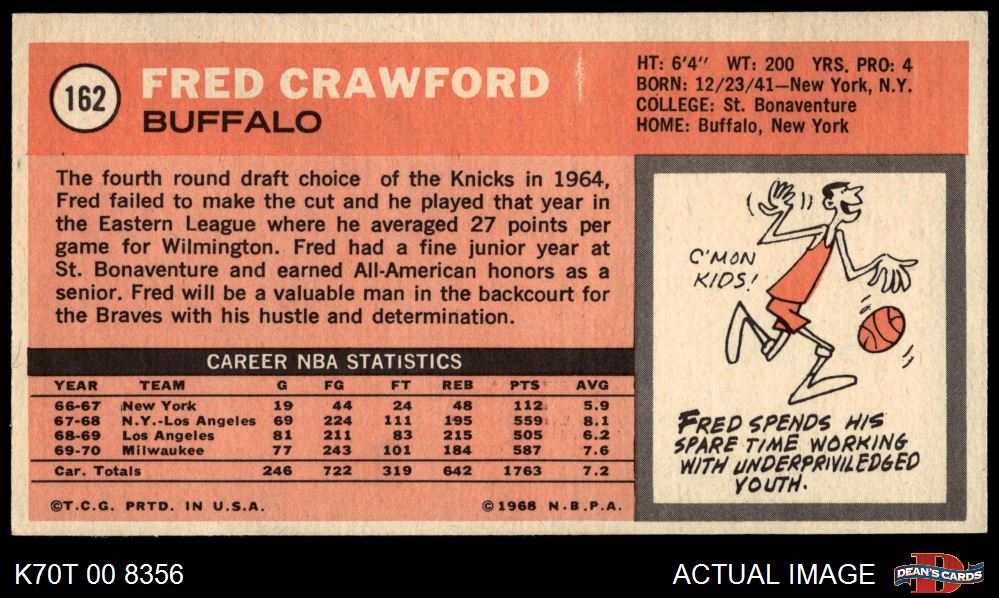 162
FRED CRAWFORD
BUFFALO
HT: 6'4" WT: 200 YRS. PRO: 4
BORN: 12/23/41—New York, N.Y.
COLLEGE: St. Bonaventure
HOME: Buffalo, New York
The fourth round draft choice of the Knicks in 1964,
Fred failed to make the cut and he played that year in
the Eastern League where he averaged 27 points per
game for Wilmington. Fred had a fine junior year at
St. Bonaventure and earned All-American honors as a
senior. Fred will be a valuable man in the backcourt for
the Braves with his hustle and determination.
C'MON
KIDS!
FRED SPENDS HIS
SPARE TIME WORKING
WITH UNDERPRIVILEDGED
YOUTH.
CAREER NBA STATISTICS
YEAR TEAM G FG FT REB PTS AVG
66-67 New York 19 44 24 48 112 5.9
67-68 N.Y.-Los Angeles 69 224 111 195 559 8.1
68-69 Los Angeles 81 211 83 215 505 6.2
69-70 Milwaukee 77 243 101 184 587 7.6
Car. Totals 246 722 319 642 1763 7.2
©T.C.G. PRTD. IN U.S.A. ©1968 N.B.P.A.
K70T 00 8356
ACTUAL IMAGE
D
DEAN'S CARDS